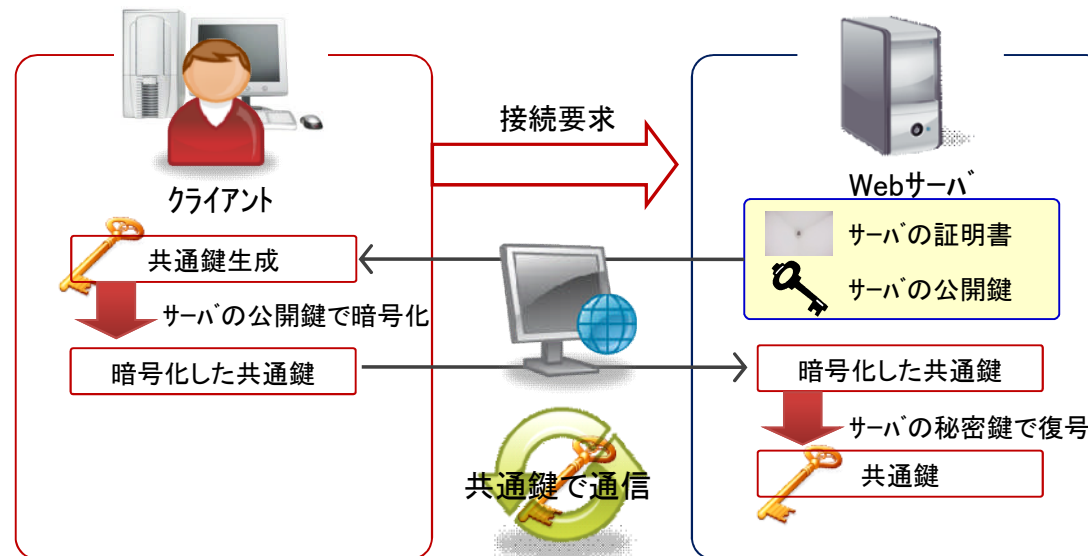 接続要求
クライアント
Webサーバ
サーバの証明書
サーバの公開鍵
共通鍵生成
サーバの公開鍵で暗号化
暗号化した共通鍵
暗号化した共通鍵
サーバの秘密鍵で復号
共通鍵
共通鍵で通信